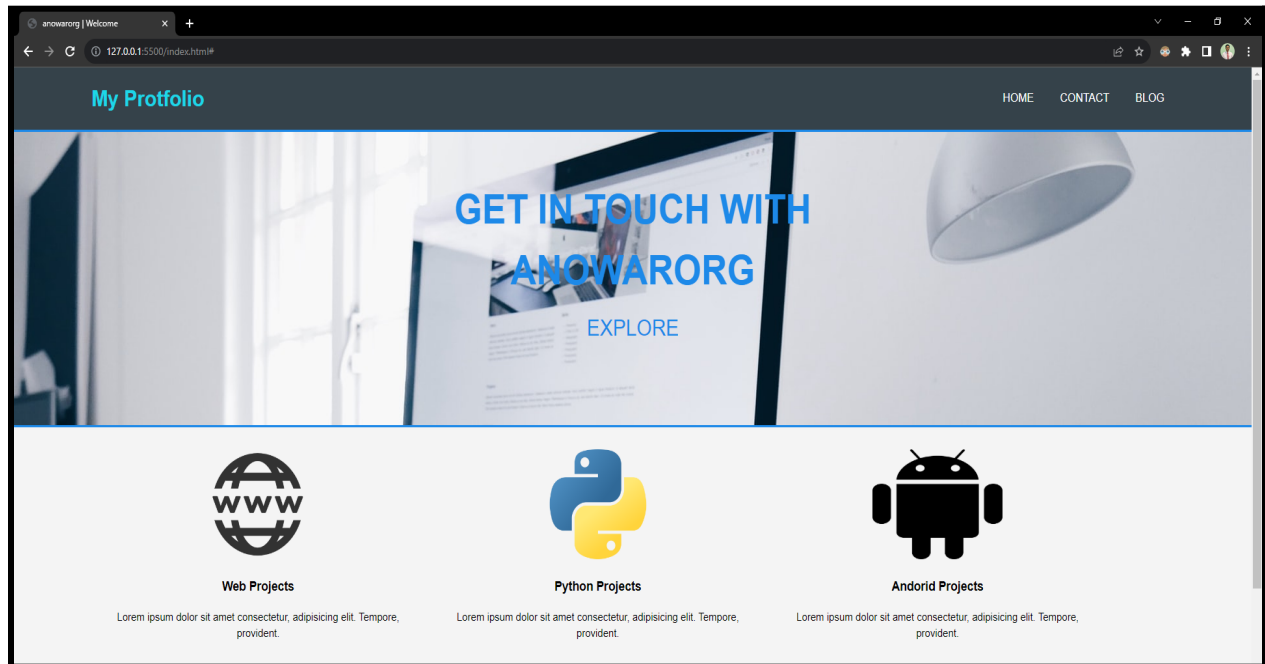 anowarorg | Welcome
127.0.0.1:5500/index.html#
My Protfolio
HOME CONTACT BLOG
GET IN TOUCH WITH
ANOWARORG
EXPLORE
WWW
Web Projects
Lorem ipsum dolor sit amet consectetur, adipisicing elit. Tempore,
provident.
Python Projects
Lorem ipsum dolor sit amet consectetur, adipisicing elit. Tempore,
provident.
Andorid Projects
Lorem ipsum dolor sit amet consectetur, adipisicing elit. Tempore,
provident.